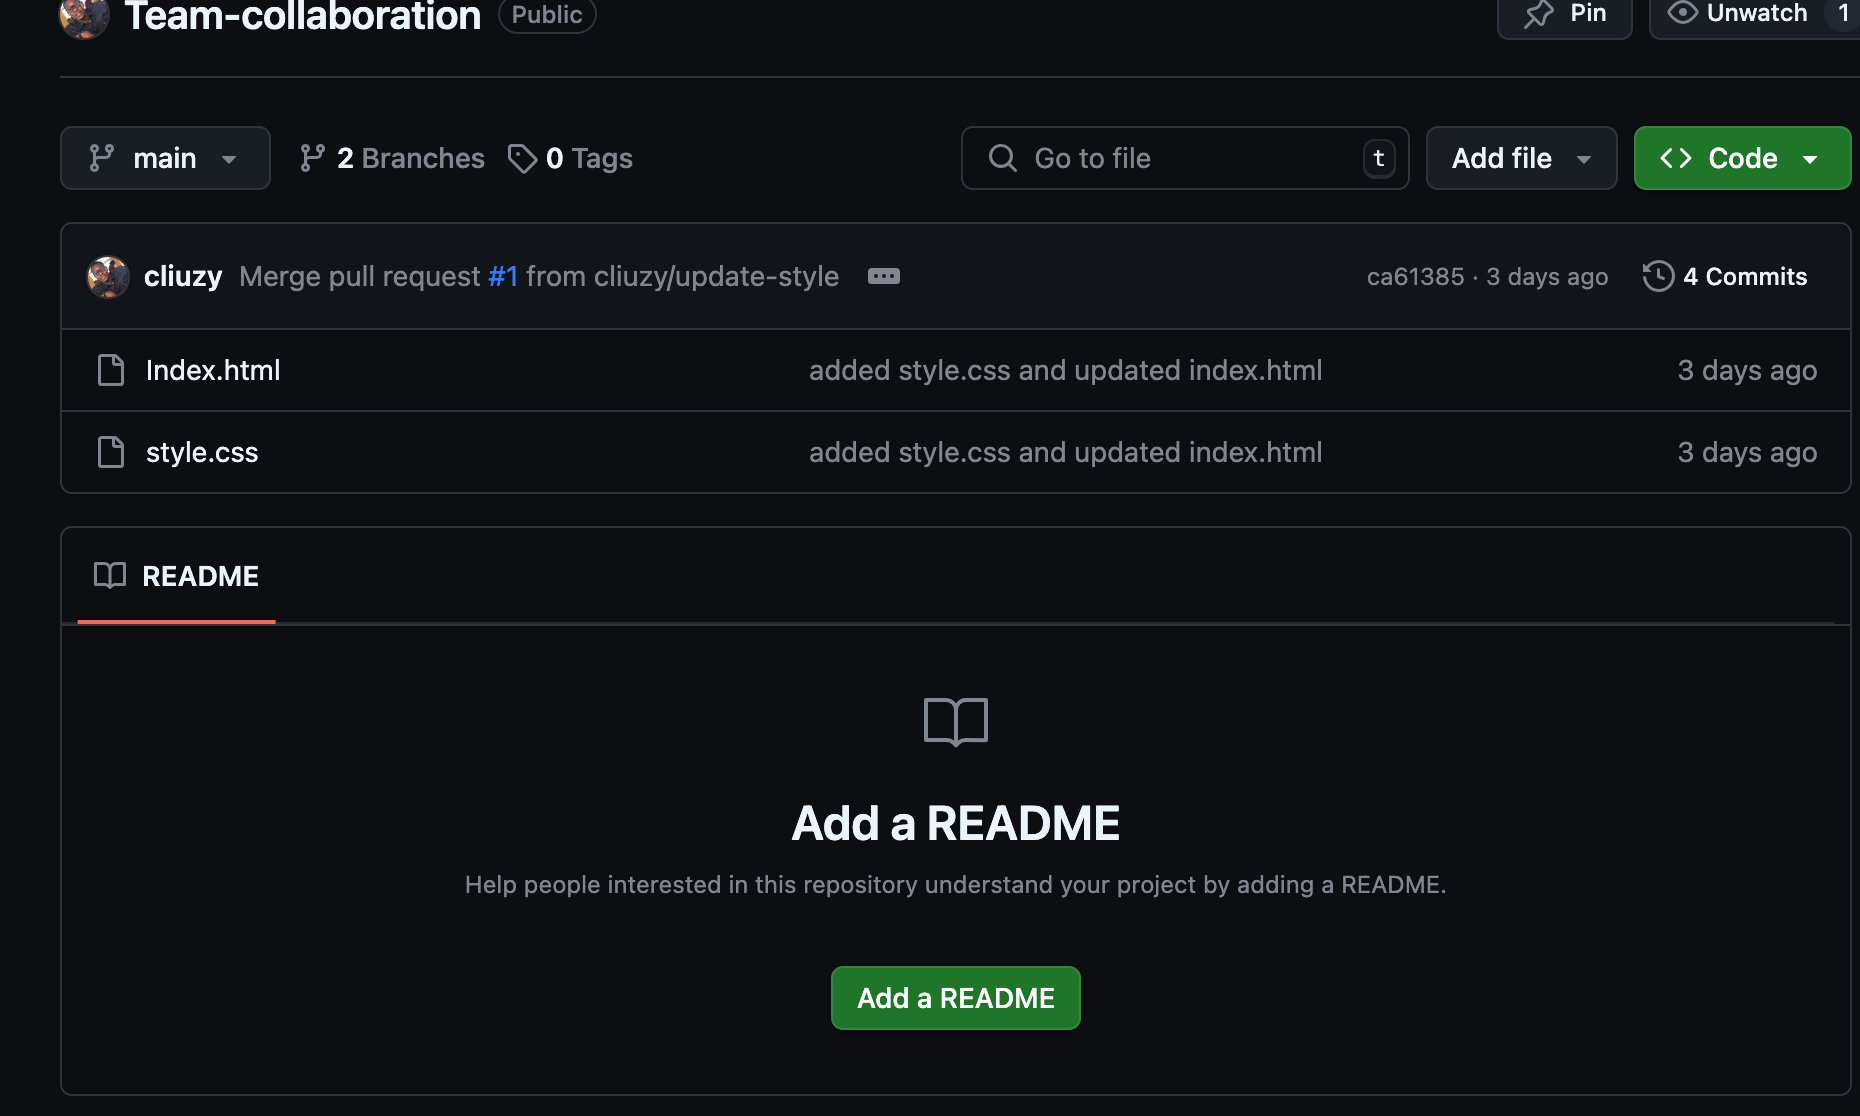 Team-collaboration Public Pin Unwatch 1
main 2 Branches 0 Tags Go to file t Add file Code
cliuzy Merge pull request #1 from cliuzy/update-style ca61385 · 3 days ago 4 Commits
Index.html added style.css and updated index.html 3 days ago
style.css added style.css and updated index.html 3 days ago
README
Add a README
Help people interested in this repository understand your project by adding a README.
Add a README